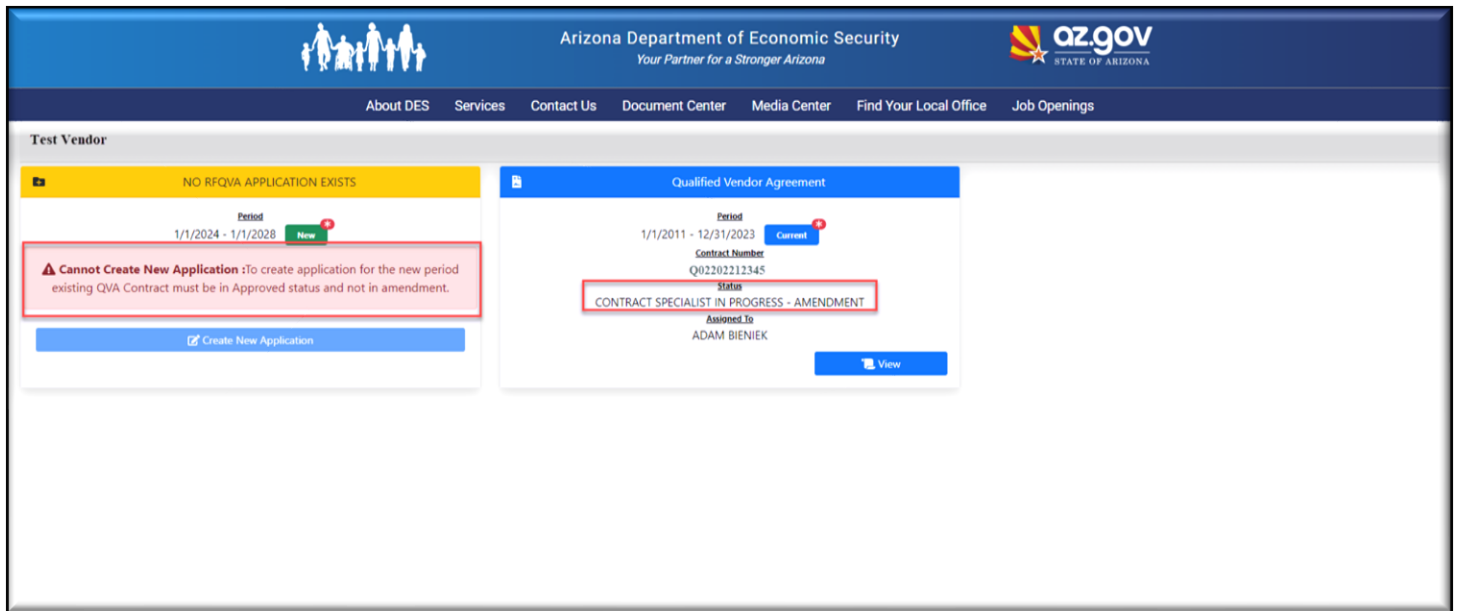 Arizona Department of Economic Security
Your Partner for a Stronger Arizona
az.gov
STATE OF ARIZONA
About DES Services Contact Us Document Center Media Center Find Your Local Office Job Openings
Test Vendor
NO RFQVA APPLICATION EXISTS
Period
1/1/2024 - 1/1/2028 New *
Cannot Create New Application :To create application for the new period
existing QVA Contract must be in Approved status and not in amendment.
Create New Application
Qualified Vendor Agreement
Period
1/1/2011 - 12/31/2023 Current *
Contract Number
Q02202212345
Status
CONTRACT SPECIALIST IN PROGRESS - AMENDMENT
Assigned To
ADAM BIENIEK
View